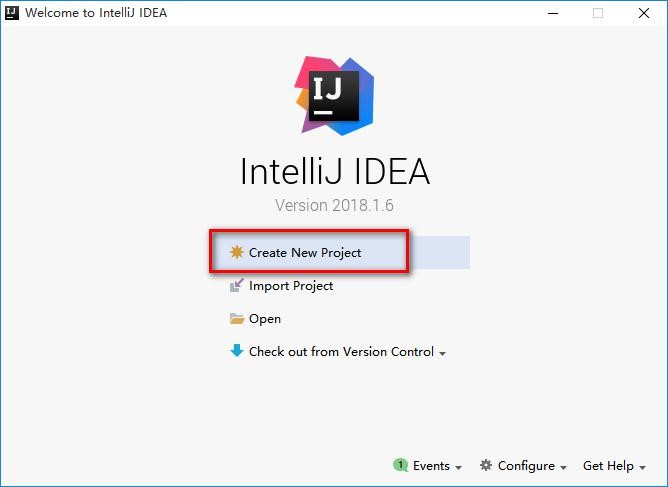 Welcome to IntelliJ IDEA
IJ
IntelliJ IDEA
Version 2018.1.6
Create New Project
Import Project
Open
Check out from Version Control
1 Events Configure Get Help